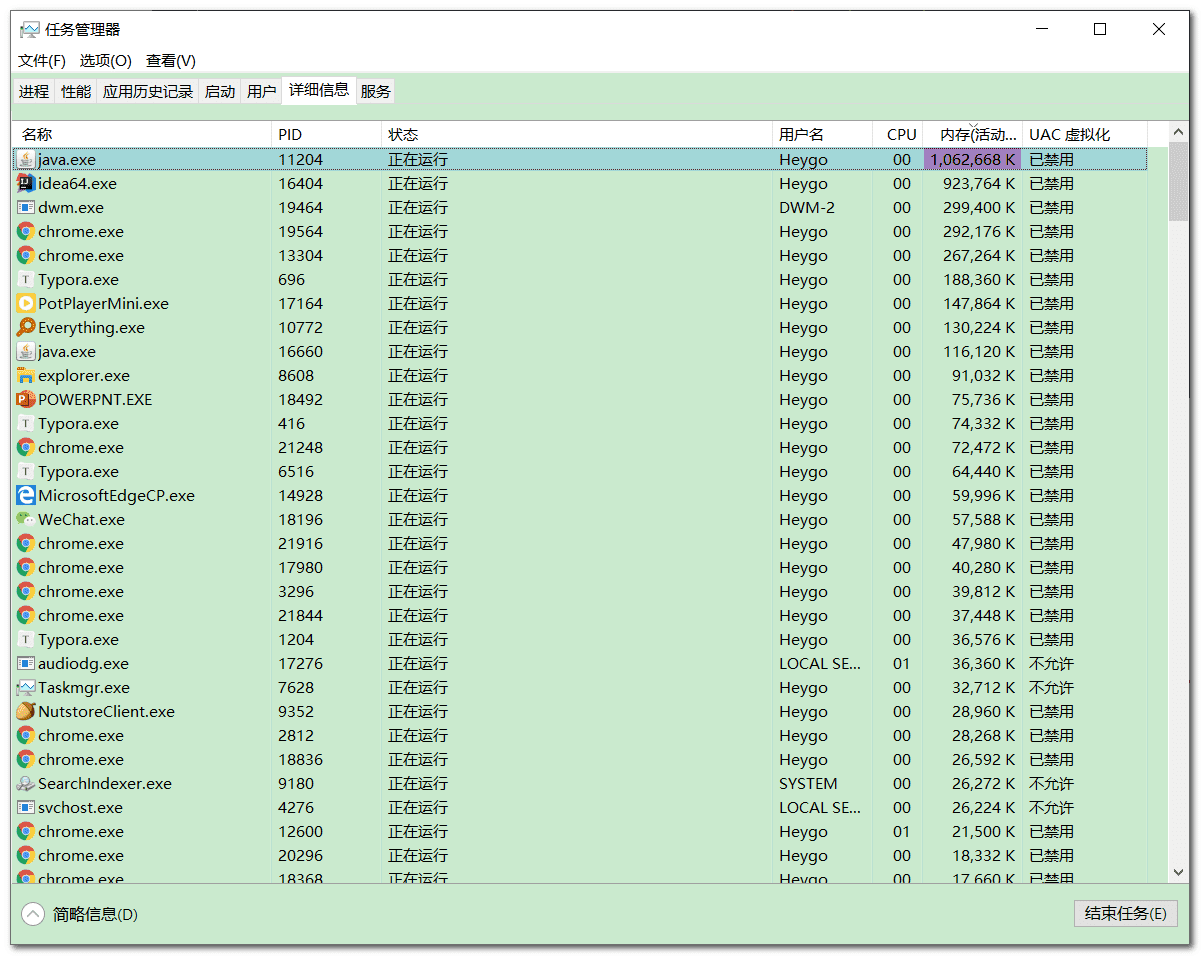 任务管理器
文件(F) 选项(O) 查看(V)
进程 性能 应用历史记录 启动 用户 详细信息 服务
名称 PID 状态 用户名 CPU 内存(活动... UAC 虚拟化
java.exe 11204 正在运行 Heygo 00 1,062,668 K 已禁用
idea64.exe 16404 正在运行 Heygo 00 923,764 K 已禁用
dwm.exe 19464 正在运行 DWM-2 00 299,400 K 已禁用
chrome.exe 19564 正在运行 Heygo 00 292,176 K 已禁用
chrome.exe 13304 正在运行 Heygo 00 267,264 K 已禁用
Typora.exe 696 正在运行 Heygo 00 188,360 K 已禁用
PotPlayerMini.exe 17164 正在运行 Heygo 00 147,864 K 已禁用
Everything.exe 10772 正在运行 Heygo 00 130,224 K 已禁用
java.exe 16660 正在运行 Heygo 00 116,120 K 已禁用
explorer.exe 8608 正在运行 Heygo 00 91,032 K 已禁用
POWERPNT.EXE 18492 正在运行 Heygo 00 75,736 K 已禁用
Typora.exe 416 正在运行 Heygo 00 74,332 K 已禁用
chrome.exe 21248 正在运行 Heygo 00 72,472 K 已禁用
Typora.exe 6516 正在运行 Heygo 00 64,440 K 已禁用
MicrosoftEdgeCP.exe 14928 正在运行 Heygo 00 59,996 K 已禁用
WeChat.exe 18196 正在运行 Heygo 00 57,588 K 已禁用
chrome.exe 21916 正在运行 Heygo 00 47,980 K 已禁用
chrome.exe 17980 正在运行 Heygo 00 40,280 K 已禁用
chrome.exe 3296 正在运行 Heygo 00 39,812 K 已禁用
chrome.exe 21844 正在运行 Heygo 00 37,448 K 已禁用
Typora.exe 1204 正在运行 Heygo 00 36,576 K 已禁用
audiodg.exe 17276 正在运行 LOCAL SE... 01 36,360 K 不允许
Taskmgr.exe 7628 正在运行 Heygo 00 32,712 K 不允许
NutstoreClient.exe 9352 正在运行 Heygo 00 28,960 K 已禁用
chrome.exe 2812 正在运行 Heygo 00 28,268 K 已禁用
chrome.exe 18836 正在运行 Heygo 00 26,592 K 已禁用
SearchIndexer.exe 9180 正在运行 SYSTEM 00 26,272 K 不允许
svchost.exe 4276 正在运行 LOCAL SE... 00 26,224 K 不允许
chrome.exe 12600 正在运行 Heygo 01 21,500 K 已禁用
chrome.exe 20296 正在运行 Heygo 00 18,332 K 已禁用
chrome.exe 18368 正在运行 Heygo 00 17,660 K 已禁用
简略信息(D) 结束任务(E)